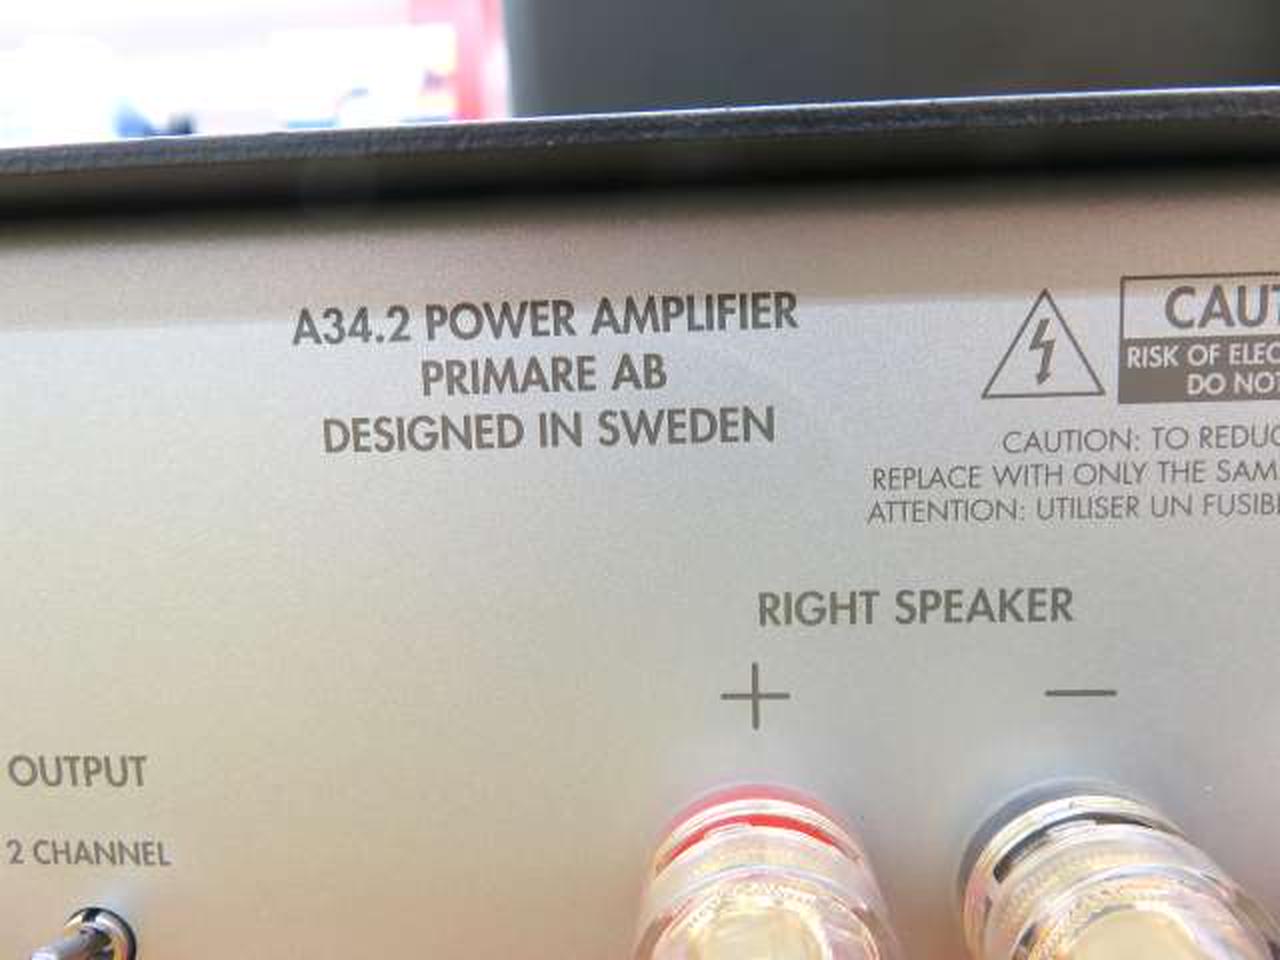 A34.2 POWER AMPLIFIER
PRIMARE AB
DESIGNED IN SWEDEN
CAUT
RISK OF ELEC
DO NOT
CAUTION: TO REDUC
REPLACE WITH ONLY THE SAM
ATTENTION: UTILISER UN FUSIB
RIGHT SPEAKER
+ —
OUTPUT
2 CHANNEL